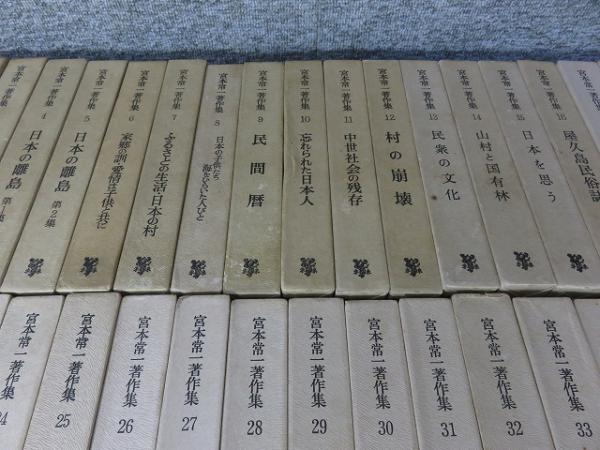 宮本常一著作集 4 日本の離島 第1集
宮本常一著作集 5 日本の離島 第2集
宮本常一著作集 6 家郷の訓・愛情は子供と共に
宮本常一著作集 7 ふるさとの生活・日本の村
宮本常一著作集 8 日本の子供たち
海をひらいた人びと
宮本常一著作集 9 民間暦
宮本常一著作集 10 忘れられた日本人
宮本常一著作集 11 中世社会の残存
宮本常一著作集 12 村の崩壊
宮本常一著作集 13 民衆の文化
宮本常一著作集 14 山村と国有林
宮本常一著作集 15 日本を思う
宮本常一著作集 16 屋久島民俗誌
宮本常一著作集 24
宮本常一著作集 25
宮本常一著作集 26
宮本常一著作集 27
宮本常一著作集 28
宮本常一著作集 29
宮本常一著作集 30
宮本常一著作集 31
宮本常一著作集 32
宮本常一著作集 33